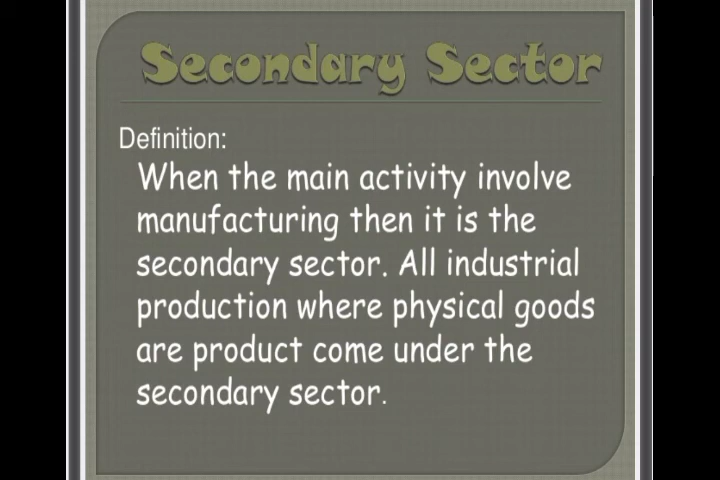 Secondary Sector
Definition:
When the main activity involve
manufacturing then it is the
secondary sector. All industrial
production where physical goods
are product come under the
secondary sector.